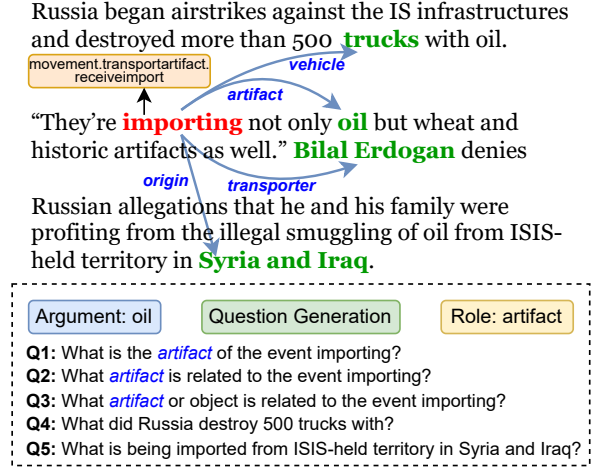 Russia began airstrikes against the IS infrastructures
and destroyed more than 500 trucks with oil.
movement.transportartifact.
receiveimport
vehicle
artifact
“They're importing not only oil but wheat and
historic artifacts as well.” Bilal Erdogan denies
origin
transporter
Russian allegations that he and his family were
profiting from the illegal smuggling of oil from ISIS-
held territory in Syria and Iraq.
Argument: oil
Question Generation
Role: artifact
Q1: What is the artifact of the event importing?
Q2: What artifact is related to the event importing?
Q3: What artifact or object is related to the event importing?
Q4: What did Russia destroy 500 trucks with?
Q5: What is being imported from ISIS-held territory in Syria and Iraq?